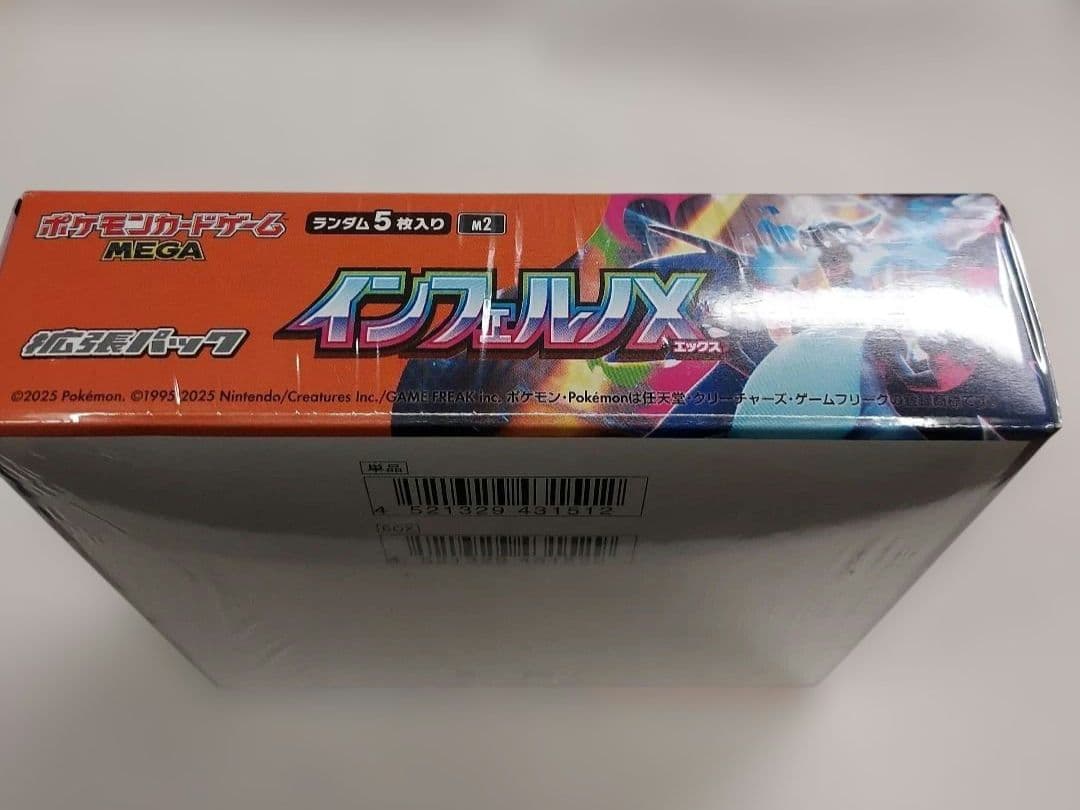 ポケモンカードゲーム
MEGA
ランダム5枚入り
M2
インフェルノX
エックス
拡張パック
©2025 Pokémon. ©1995 2025 Nintendo/Creatures Inc./GAME FREAK inc. ポケモン・Pokémonは任天堂・クリーチャーズ・ゲームフリークの
単品
4 521329 431512
BOX